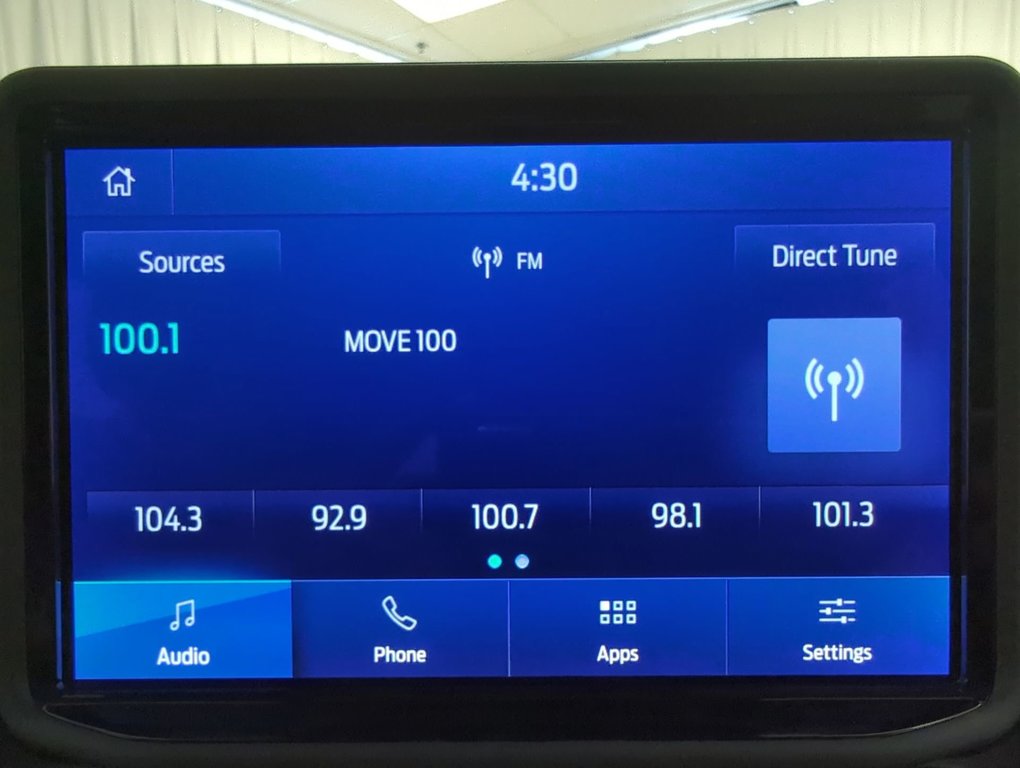 4:30
Sources
FM
Direct Tune
100.1
MOVE 100
104.3
92.9
100.7
98.1
101.3
Audio
Phone
Apps
Settings